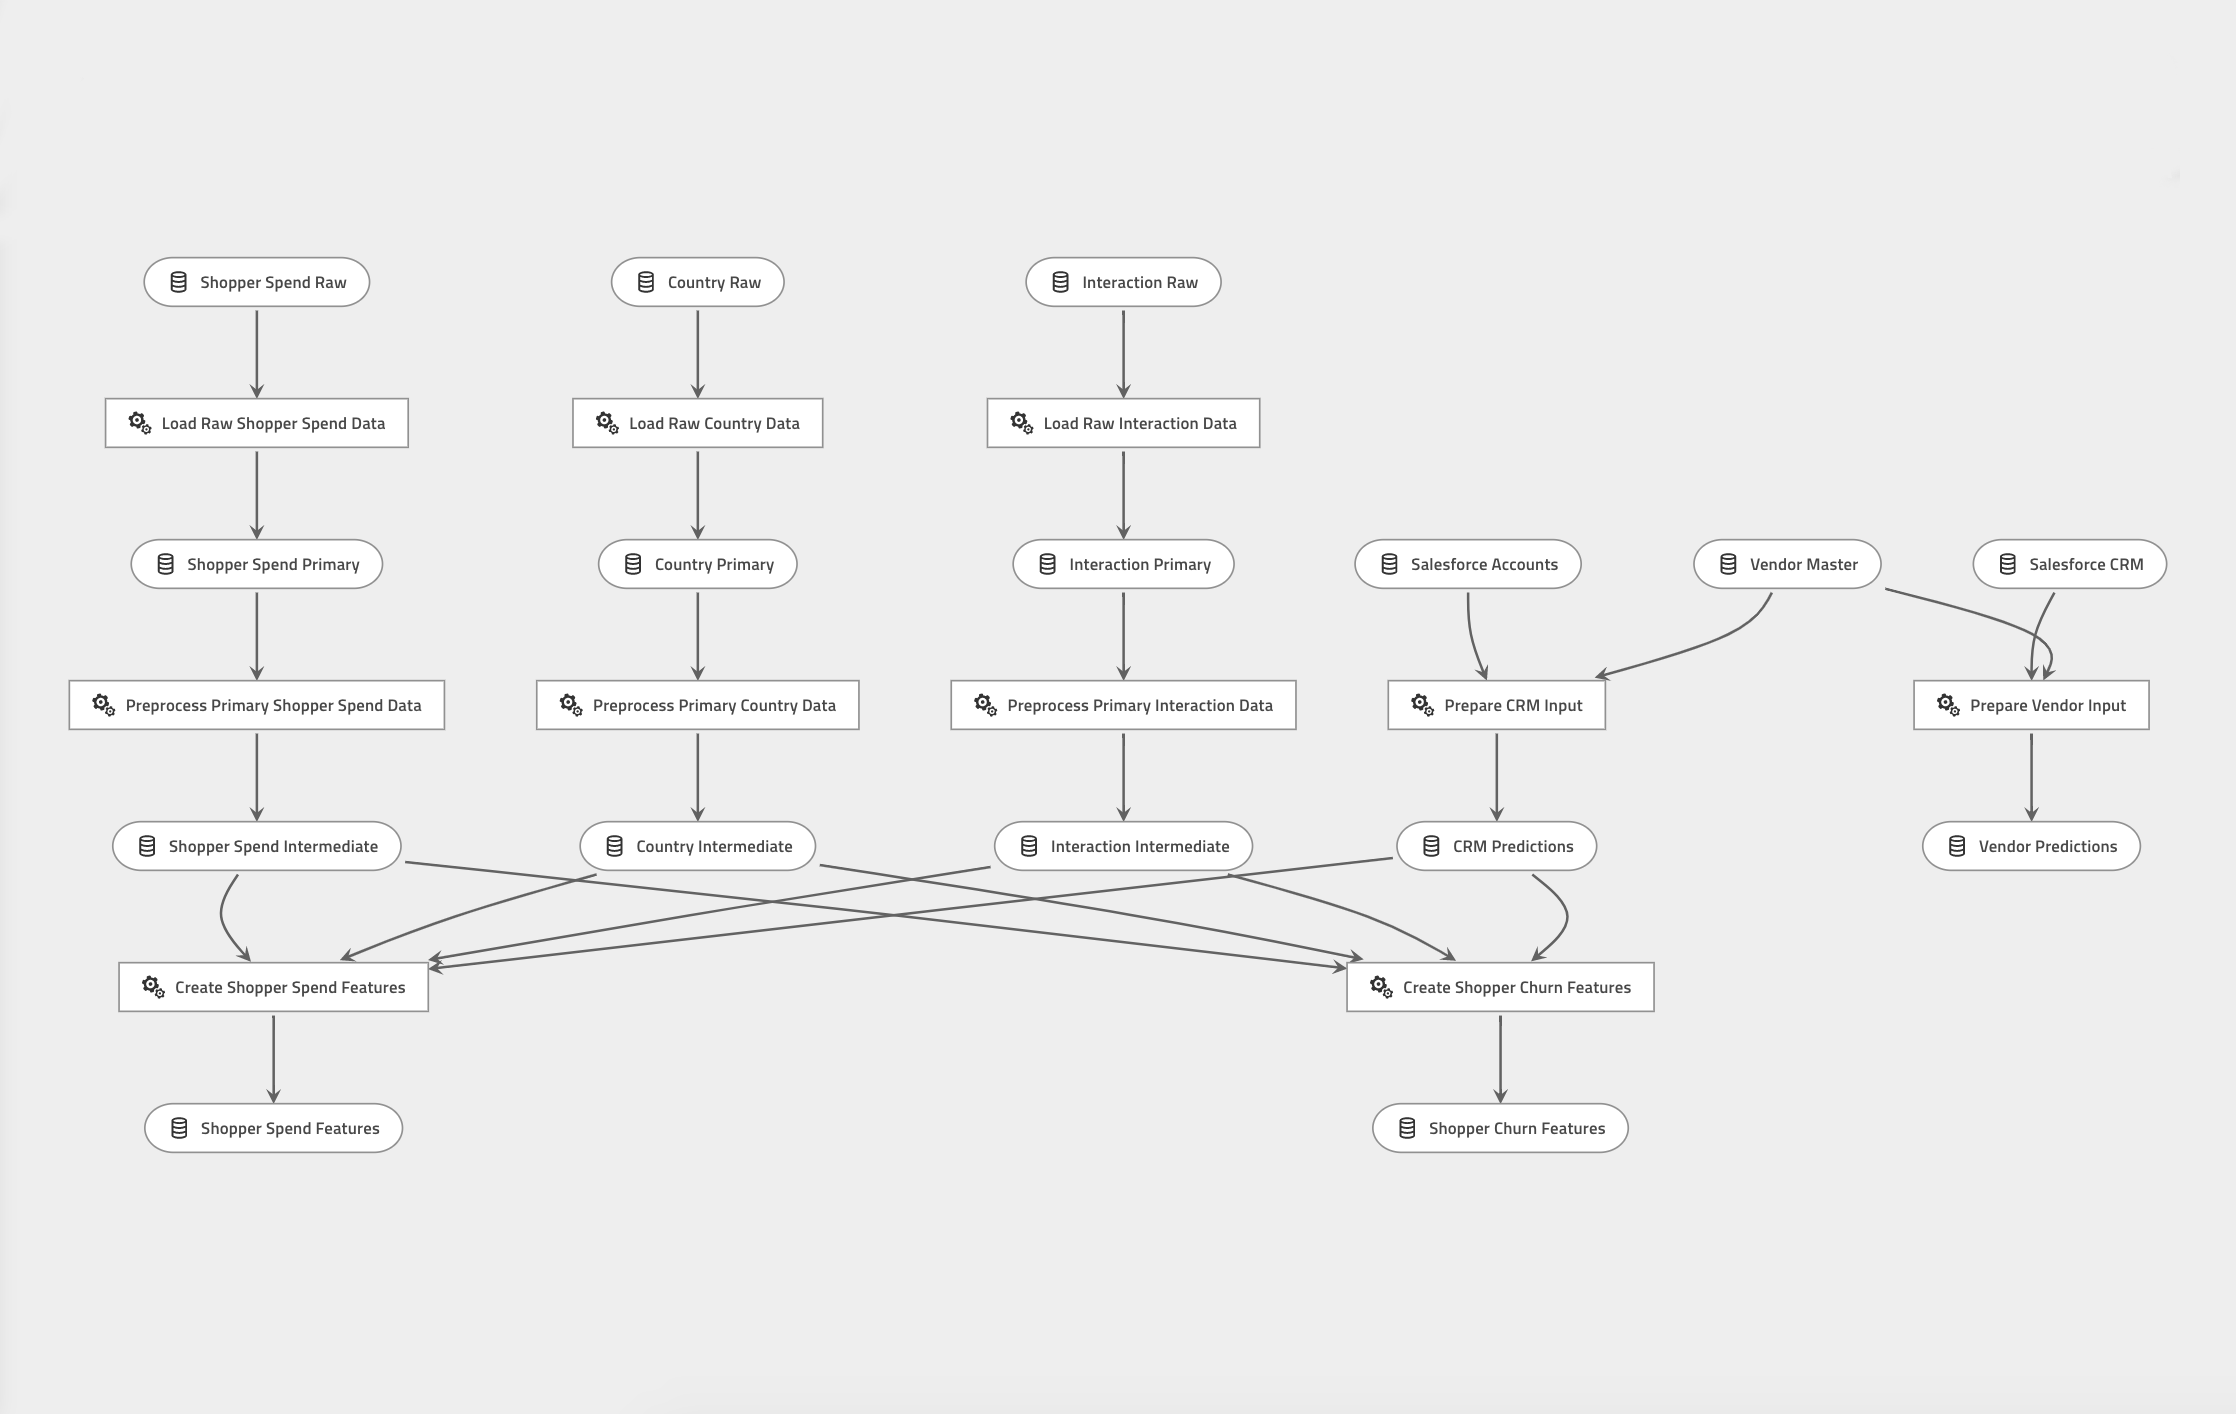 Shopper Spend Raw
Country Raw
Interaction Raw
Load Raw Shopper Spend Data
Load Raw Country Data
Load Raw Interaction Data
Shopper Spend Primary
Country Primary
Interaction Primary
Salesforce Accounts
Vendor Master
Salesforce CRM
Preprocess Primary Shopper Spend Data
Preprocess Primary Country Data
Preprocess Primary Interaction Data
Prepare CRM Input
Prepare Vendor Input
Shopper Spend Intermediate
Country Intermediate
Interaction Intermediate
CRM Predictions
Vendor Predictions
Create Shopper Spend Features
Create Shopper Churn Features
Shopper Spend Features
Shopper Churn Features